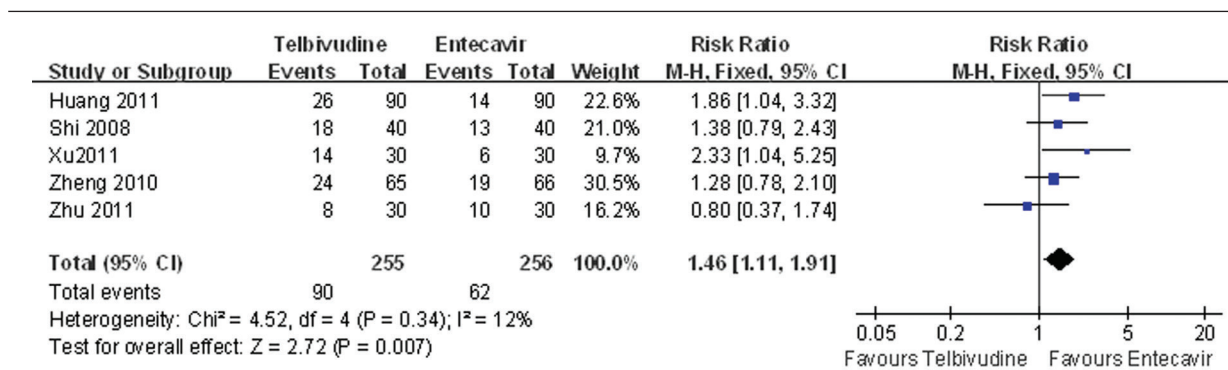 Telbivudine Entecavir Risk Ratio Risk Ratio
Study or Subgroup Events Total Events Total Weight M-H, Fixed, 95% CI M-H, Fixed, 95% CI
Huang 2011 26 90 14 90 22.6% 1.86 [1.04, 3.32]
Shi 2008 18 40 13 40 21.0% 1.38 [0.79, 2.43]
Xu2011 14 30 6 30 9.7% 2.33 [1.04, 5.25]
Zheng 2010 24 65 19 66 30.5% 1.28 [0.78, 2.10]
Zhu 2011 8 30 10 30 16.2% 0.80 [0.37, 1.74]
Total (95% CI) 255 256 100.0% 1.46 [1.11, 1.91]
Total events 90 62
Heterogeneity: Chi² = 4.52, df = 4 (P = 0.34); I² = 12%
Test for overall effect: Z = 2.72 (P = 0.007)
0.05 0.2 1 5 20
Favours Telbivudine Favours Entecavir